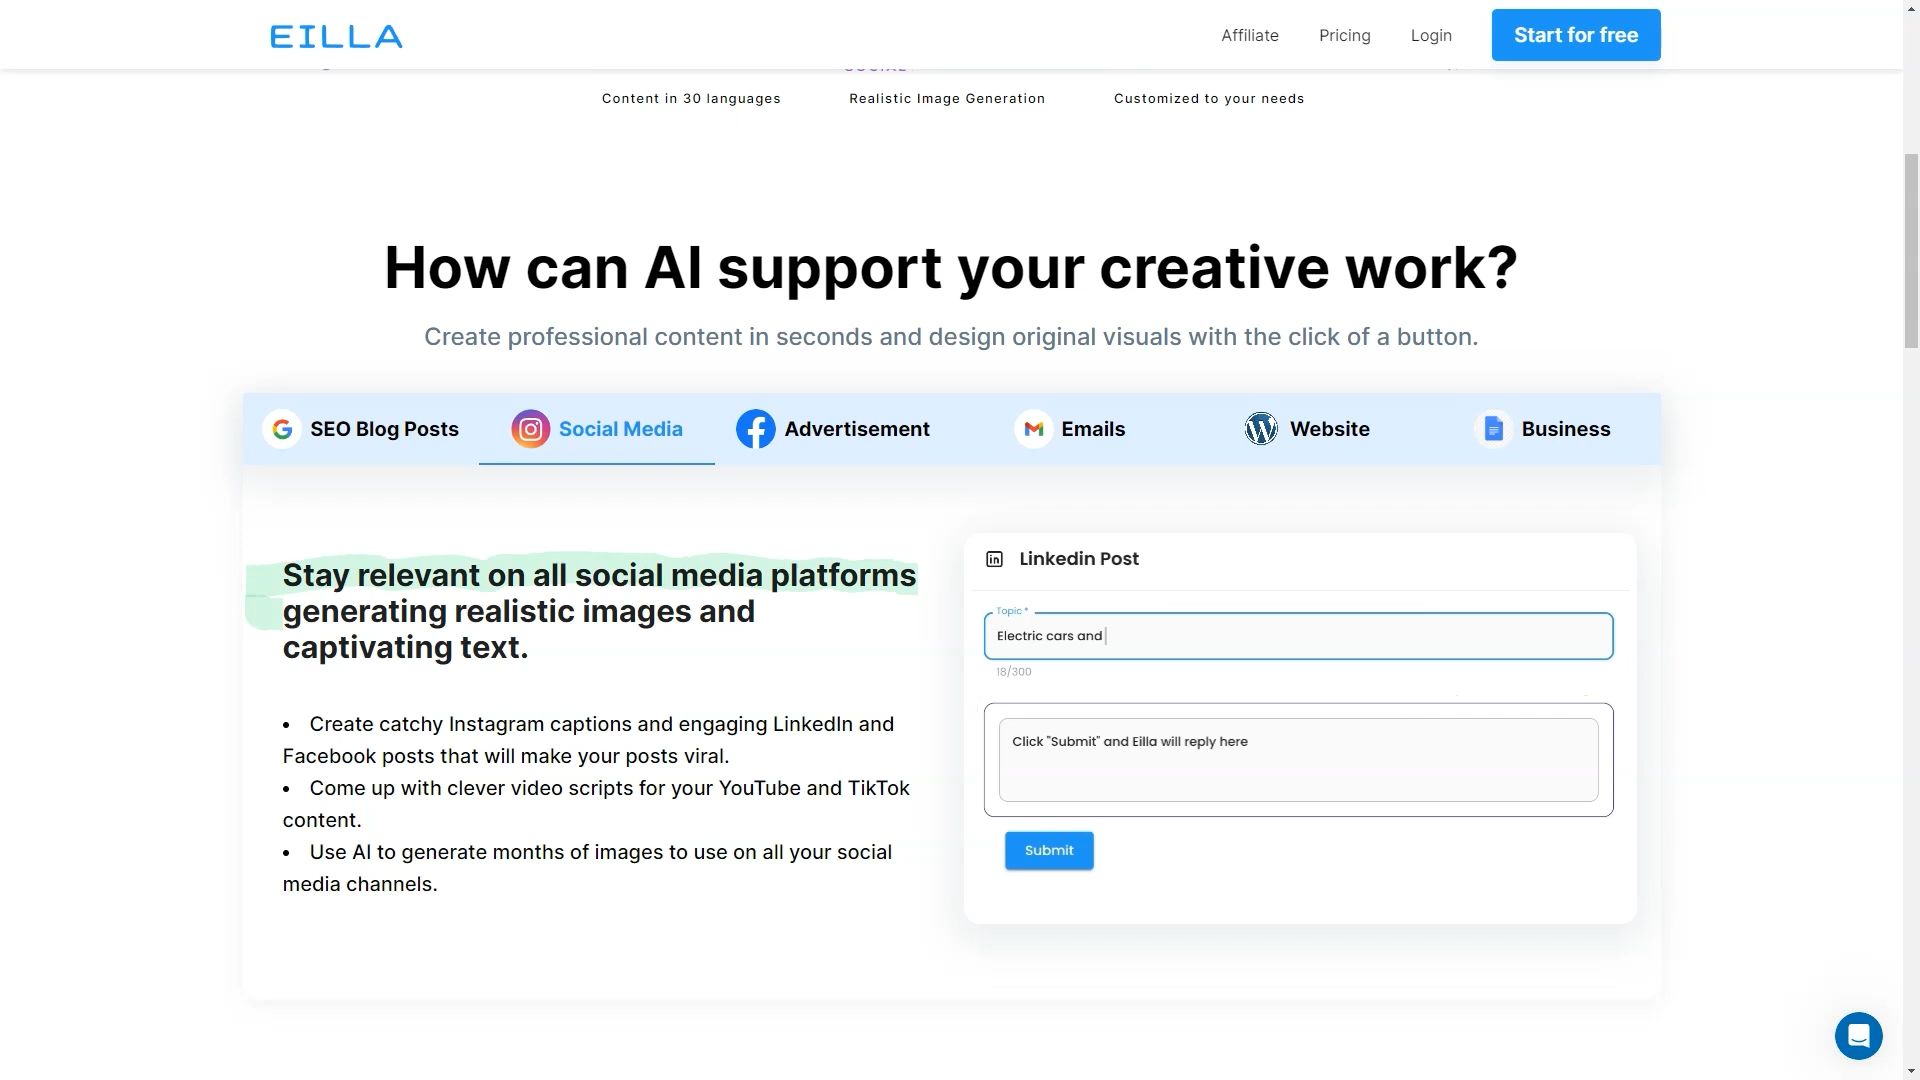 EILLA
Affiliate
Pricing
Login
Start for free
Content in 30 languages
Realistic Image Generation
Customized to your needs
How can AI support your creative work?
Create professional content in seconds and design original visuals with the click of a button.
SEO Blog Posts
Social Media
Advertisement
Emails
Website
Business
Stay relevant on all social media platforms
generating realistic images and
captivating text.
• Create catchy Instagram captions and engaging LinkedIn and
Facebook posts that will make your posts viral.
• Come up with clever video scripts for your YouTube and TikTok
content.
• Use AI to generate months of images to use on all your social
media channels.
in Linkedin Post
Topic *
Electric cars and
18/300
Click "Submit" and Eilla will reply here
Submit